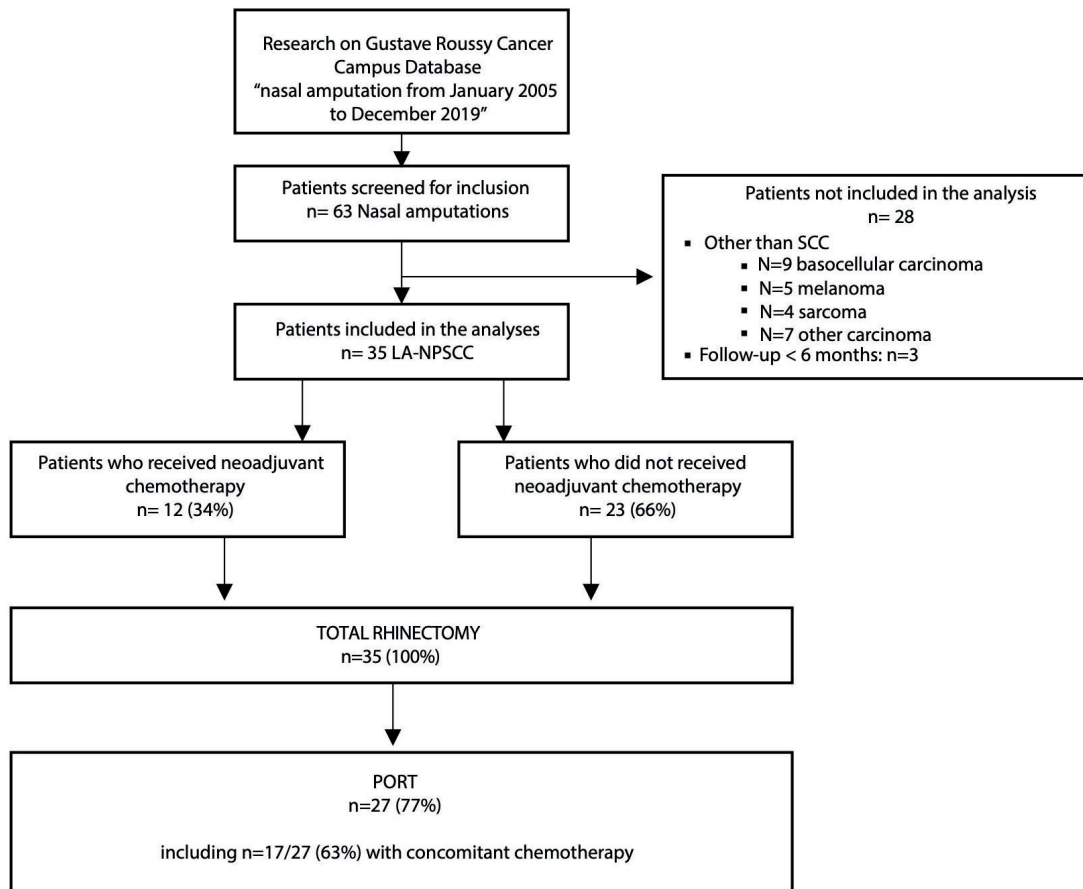 Research on Gustave Roussy Cancer
Campus Database
“nasal amputation from January 2005
to December 2019”
Patients screened for inclusion
n= 63 Nasal amputations
Patients not included in the analysis
n= 28
▪ Other than SCC
▪ N=9 basocellular carcinoma
▪ N=5 melanoma
▪ N=4 sarcoma
▪ N=7 other carcinoma
▪ Follow-up < 6 months: n=3
Patients included in the analyses
n= 35 LA-NPSCC
Patients who received neoadjuvant
chemotherapy
n= 12 (34%)
Patients who did not received
neoadjuvant chemotherapy
n= 23 (66%)
TOTAL RHINECTOMY
n=35 (100%)
PORT
n=27 (77%)
including n=17/27 (63%) with concomitant chemotherapy